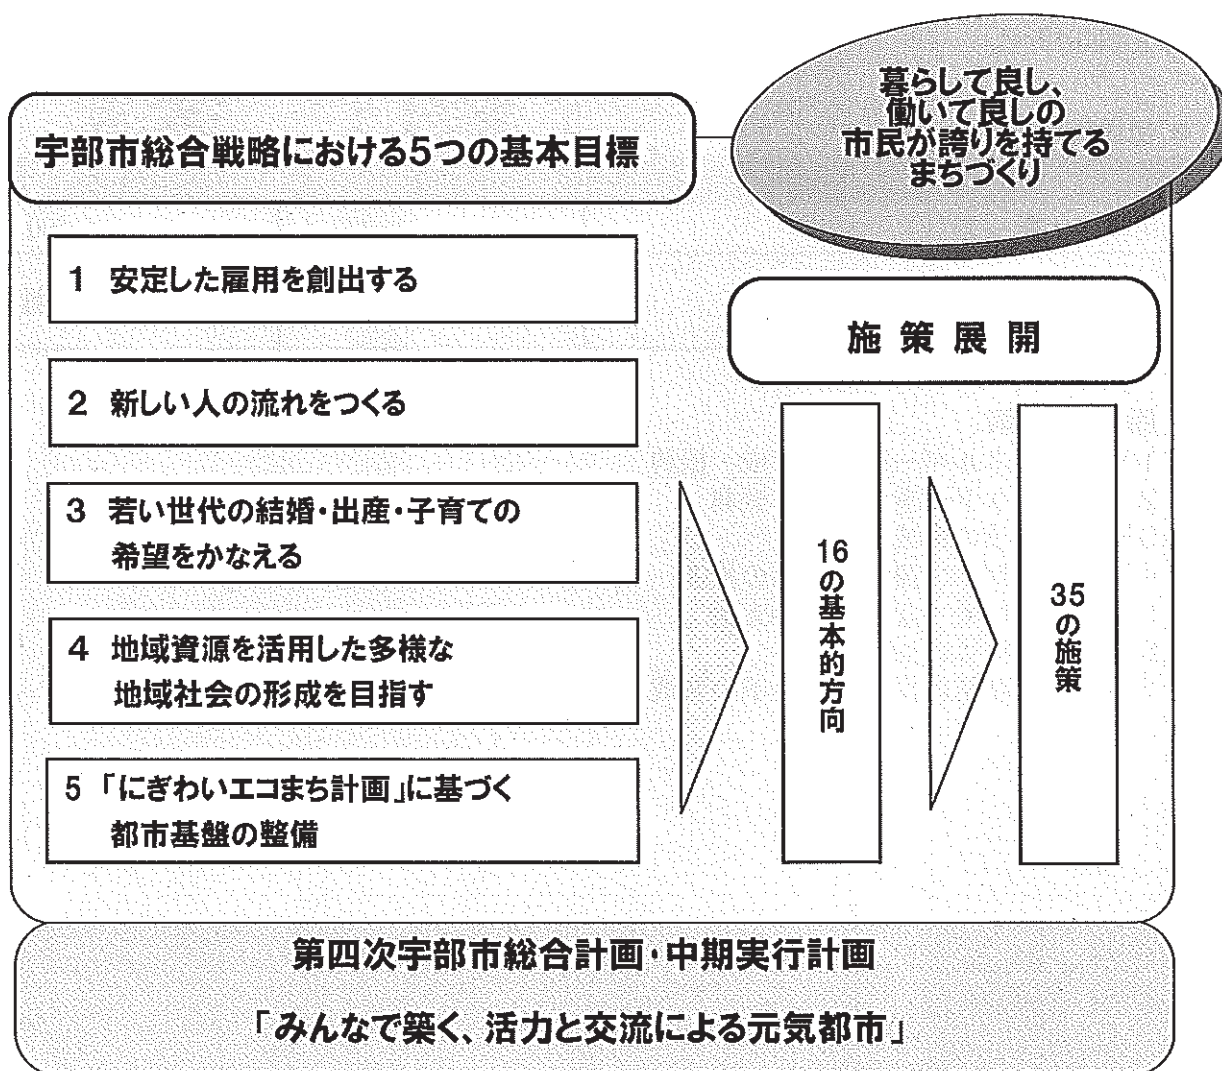 暮らして良し、
働いて良しの
市民が誇りを持てる
まちづくり
宇部市総合戦略における5つの基本目標
1 安定した雇用を創出する
2 新しい人の流れをつくる
3 若い世代の結婚・出産・子育ての
希望をかなえる
4 地域資源を活用した多様な
地域社会の形成を目指す
5 「にぎわいエコまち計画」に基づく
都市基盤の整備
施策展開
16の基本的方向
35の施策
第四次宇部市総合計画・中期実行計画
「みんなで築く、活力と交流による元気都市」